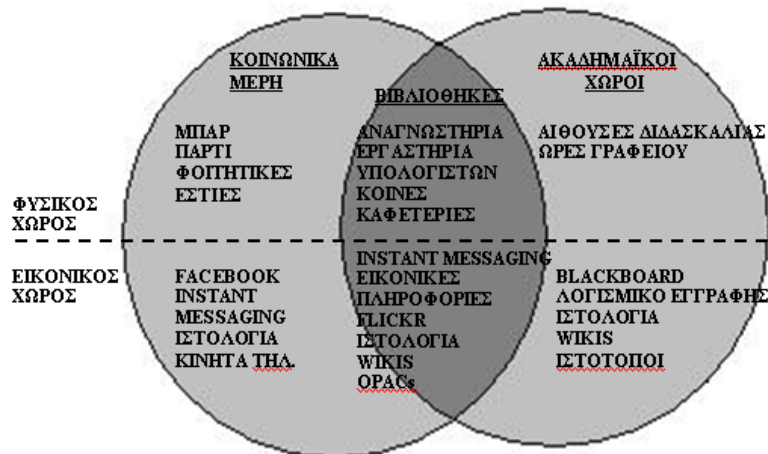 ΚΟΙΝΩΝΙΚΑ
ΜΕΡΗ
ΜΠΑΡ
ΠΑΡΤΙ
ΦΟΙΤΗΤΙΚΕΣ
ΕΣΤΙΕΣ
ΒΙΒΛΙΟΘΗΚΕΣ
ΑΝΑΓΝΩΣΤΗΡΙΑ
ΕΡΓΑΣΤΗΡΙΑ
ΥΠΟΛΟΓΙΣΤΩΝ
ΚΟΙΝΕΣ
ΚΑΦΕΤΕΡΙΕΣ
ΑΚΑΔΗΜΑΪΚΟΙ
ΧΩΡΟΙ
ΑΙΘΟΥΣΕΣ ΔΙΔΑΣΚΑΛΙΑΣ
ΩΡΕΣ ΓΡΑΦΕΙΟΥ
ΦΥΣΙΚΟΣ
ΧΩΡΟΣ
ΕΙΚΟΝΙΚΟΣ
ΧΩΡΟΣ
FACEBOOK
INSTANT
MESSAGING
ΙΣΤΟΛΟΓΙΑ
ΚΙΝΗΤΑ ΤΗΛ.
INSTANT MESSAGING
ΕΙΚΟΝΙΚΕΣ
ΠΛΗΡΟΦΟΡΙΕΣ
FLICKR
ΙΣΤΟΛΟΓΙΑ
WIKIS
OPACs
BLACKBOARD
ΛΟΓΙΣΜΙΚΟ ΕΓΓΡΑΦΗΣ
ΙΣΤΟΛΟΓΙΑ
WIKIS
ΙΣΤΟΤΟΠΟΙ